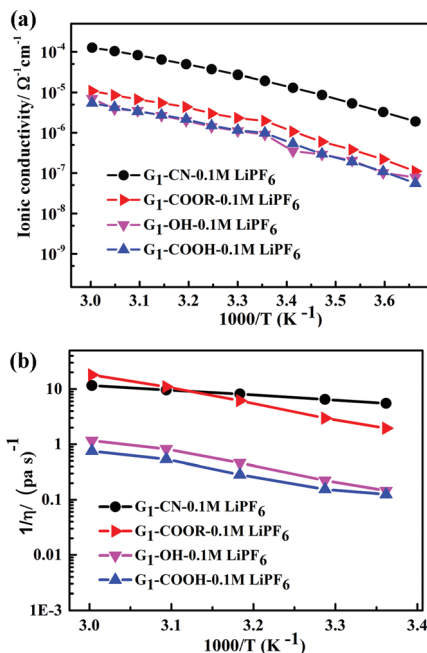 (a)
Ionic conductivity/ Ω⁻¹cm⁻¹
10⁻⁴
10⁻⁵
10⁻⁶
10⁻⁷
10⁻⁸
10⁻⁹
G₁-CN-0.1M LiPF₆
G₁-COOR-0.1M LiPF₆
G₁-OH-0.1M LiPF₆
G₁-COOH-0.1M LiPF₆
3.0 3.1 3.2 3.3 3.4 3.5 3.6
1000/T (K⁻¹)
(b)
1/η/ (pa s)⁻¹
10
1
0.1
0.01
1E-3
G₁-CN-0.1M LiPF₆
G₁-COOR-0.1M LiPF₆
G₁-OH-0.1M LiPF₆
G₁-COOH-0.1M LiPF₆
3.0 3.1 3.2 3.3 3.4
1000/T (K⁻¹)